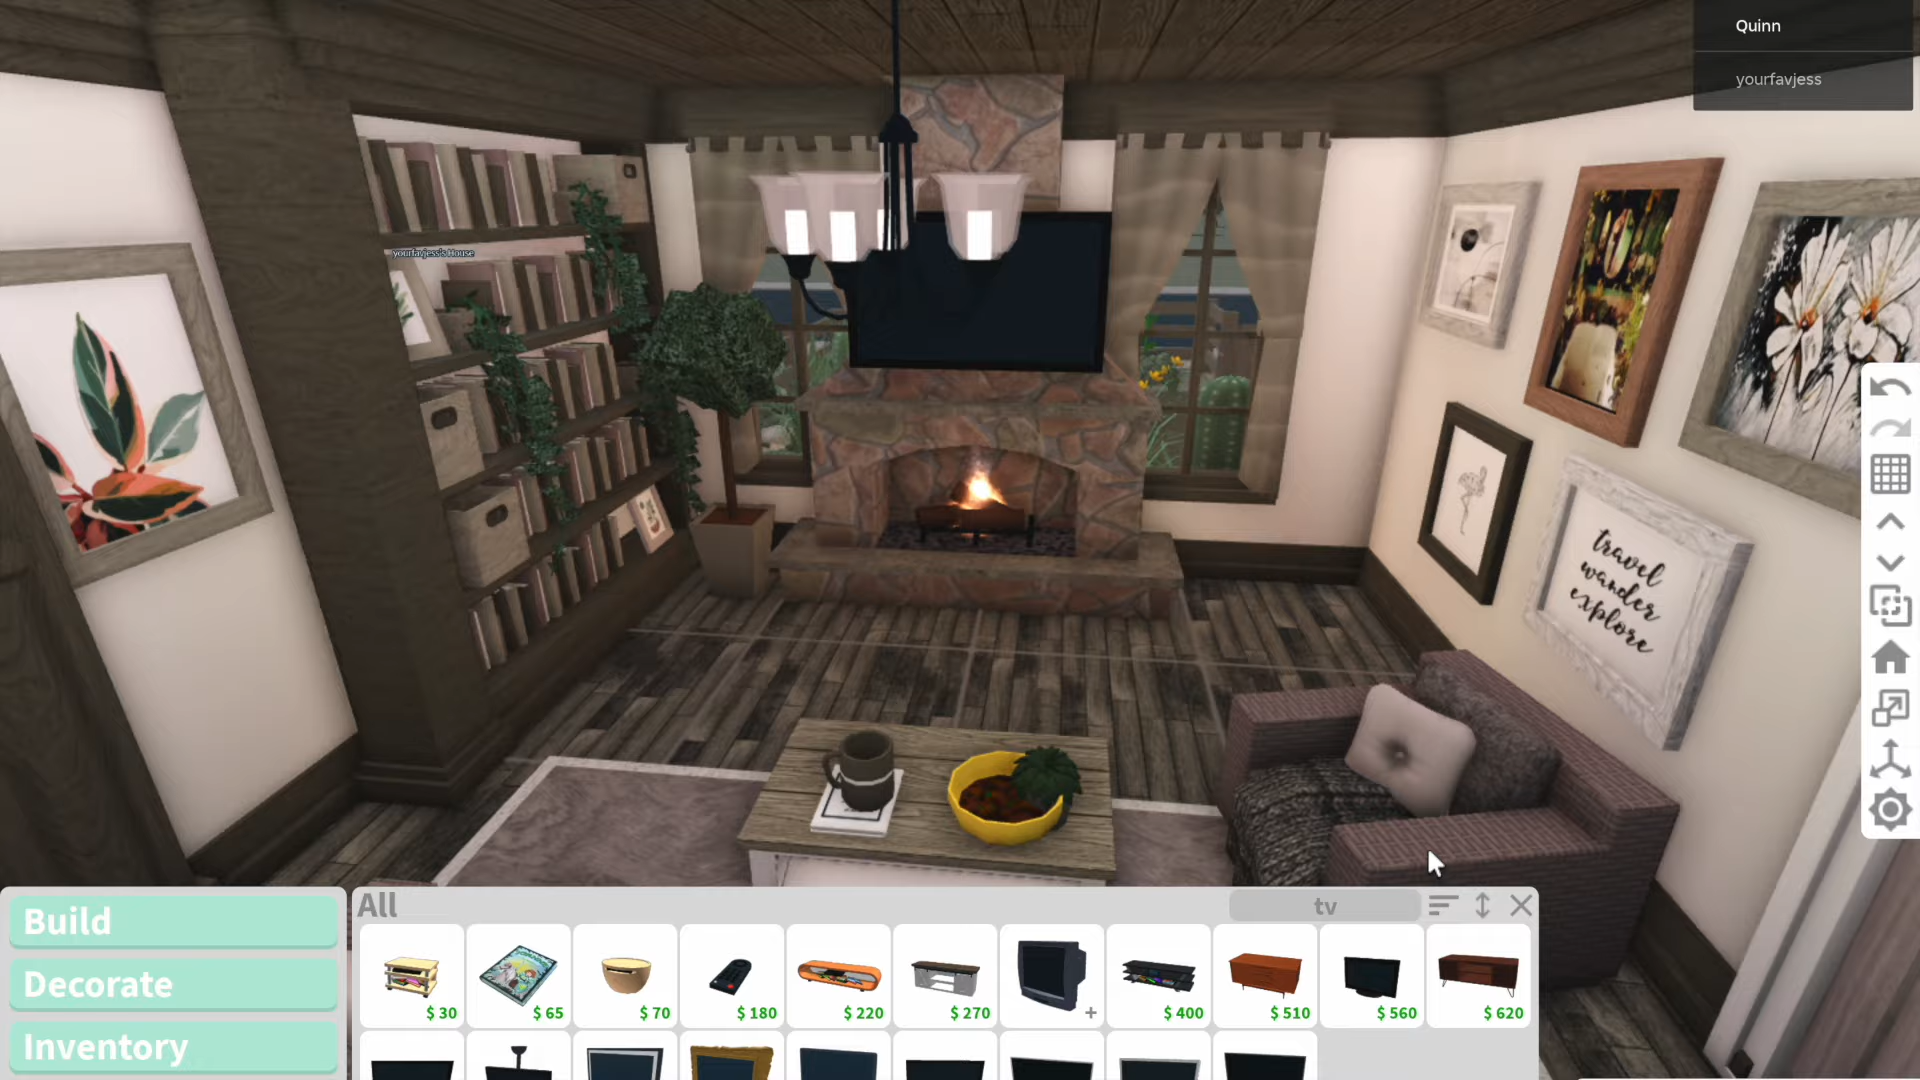 Quinn
yourfavjess
yourfavjess's House
travel
wander
explore
Build
Decorate
Inventory
All
tv
$ 30
$ 65
$ 70
$ 180
$ 220
$ 270
+
$ 400
$ 510
$ 560
$ 620